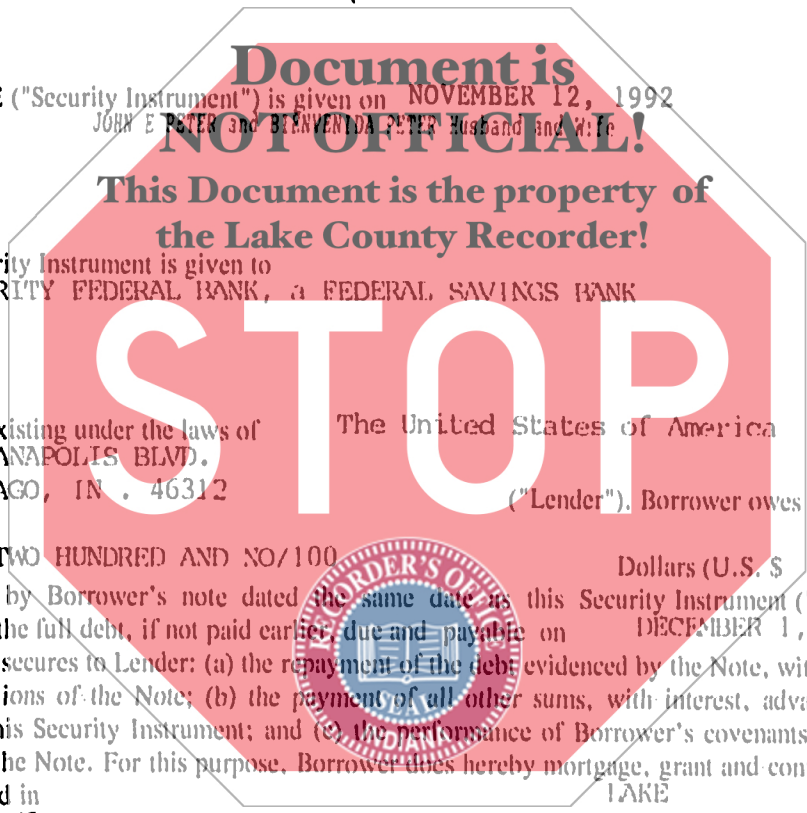 Document is
("Security Instrument") is given on NOVEMBER 12, 1992
JOHN E PETER and BIENVENIDA PETER Husband and Wife
NOT OFFICIAL!
This Document is the property of
the Lake County Recorder!
rity Instrument is given to
RITY FEDERAL BANK, a FEDERAL SAVINGS BANK
STOP
xisting under the laws of The United States of America
ANAPOLIS BLVD.
AGO, IN . 46312 ("Lender"). Borrower owes
TWO HUNDRED AND NO/100 Dollars (U.S. $
by Borrower's note dated the same date as this Security Instrument (
the full debt, if not paid earlier, due and payable on DECEMBER 1,
secures to Lender: (a) the repayment of the debt evidenced by the Note, wit
ions of the Note; (b) the payment of all other sums, with interest, adva
his Security Instrument; and (c) the performance of Borrower's covenants
he Note. For this purpose, Borrower does hereby mortgage, grant and con
d in LAKE
RECORDER'S OFFICE
SEAL
INDIANA